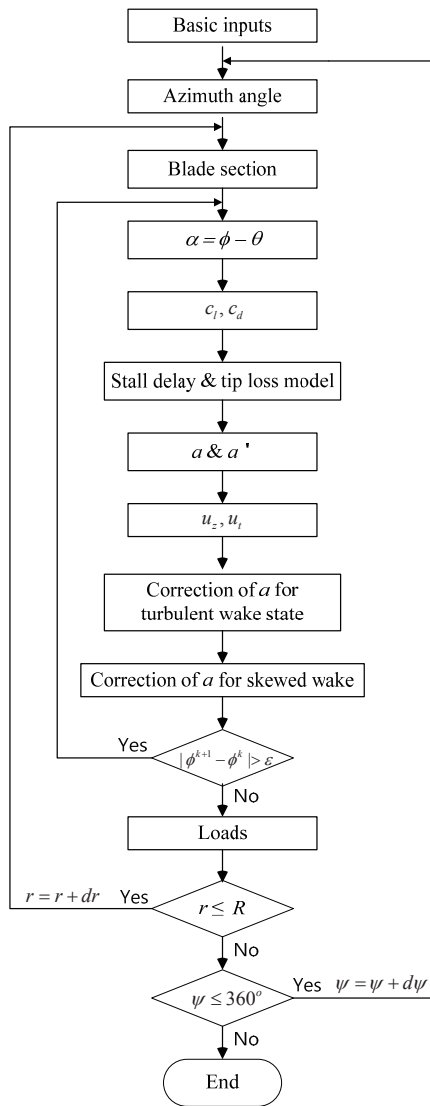 Basic inputs
Azimuth angle
Blade section
α = ϕ − θ
c_l, c_d
Stall delay & tip loss model
a & a '
u_z, u_t
Correction of a for
turbulent wake state
Correction of a for skewed wake
Yes
| ϕ^{k+1} − ϕ^k | > ε
No
Loads
r = r + dr
Yes
r ≤ R
No
ψ ≤ 360^o
Yes
ψ = ψ + dψ
No
End